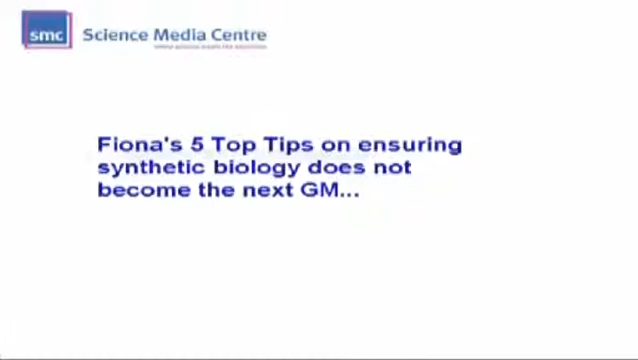 smc Science Media Centre
Fiona's 5 Top Tips on ensuring
synthetic biology does not
become the next GM...